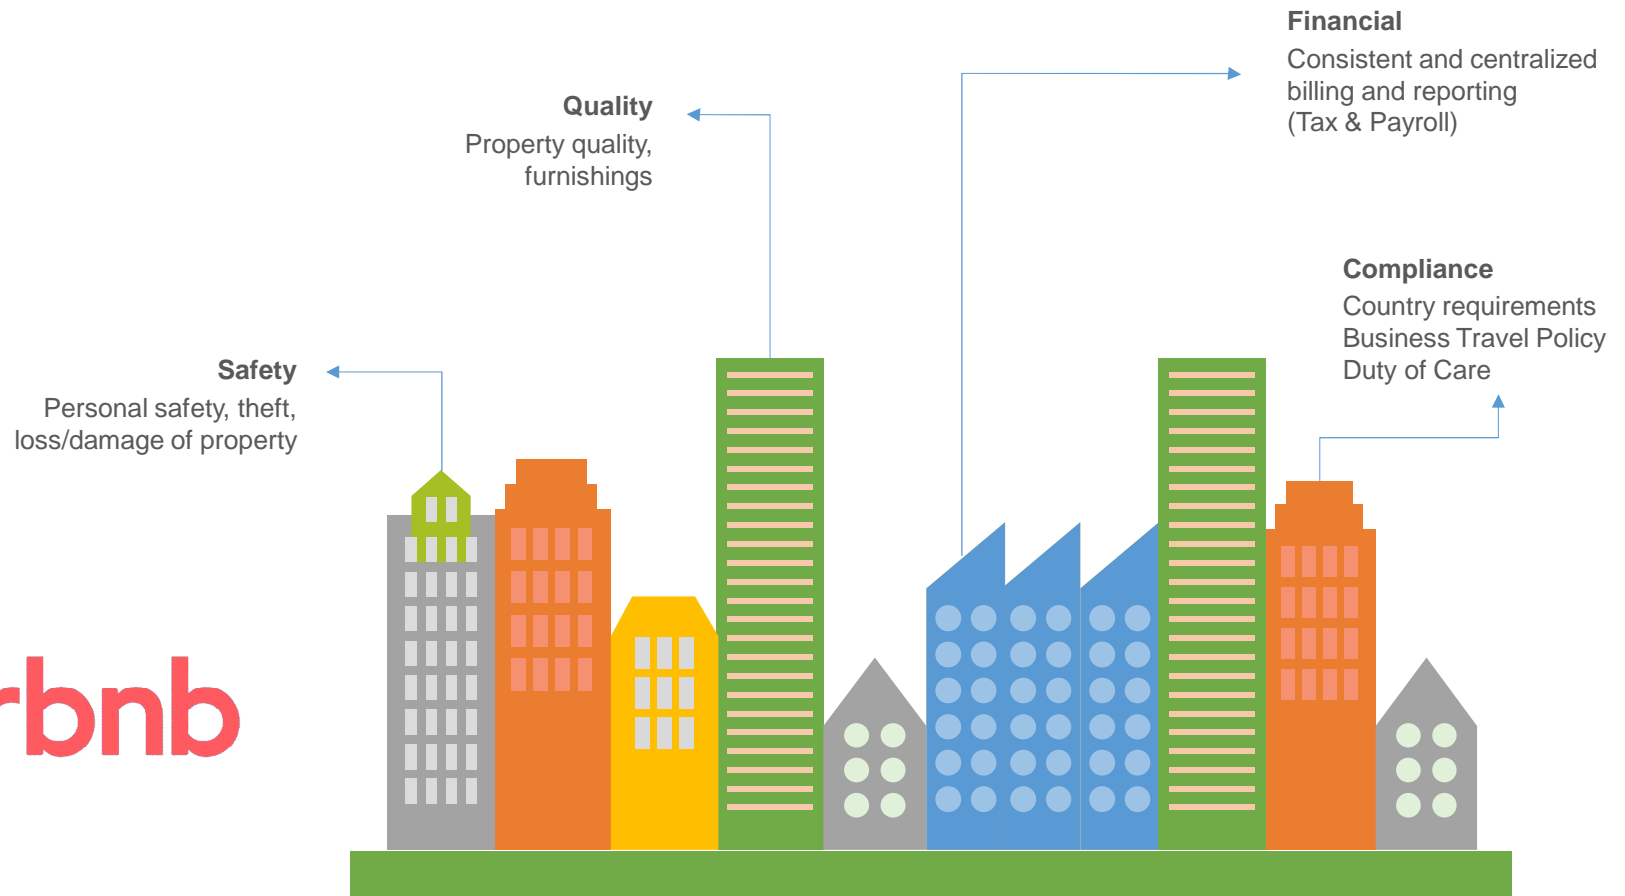 Financial
Consistent and centralized
billing and reporting
(Tax & Payroll)
Quality
Property quality,
furnishings
Compliance
Country requirements
Business Travel Policy
Duty of Care
Safety
Personal safety, theft,
loss/damage of property
rbnb